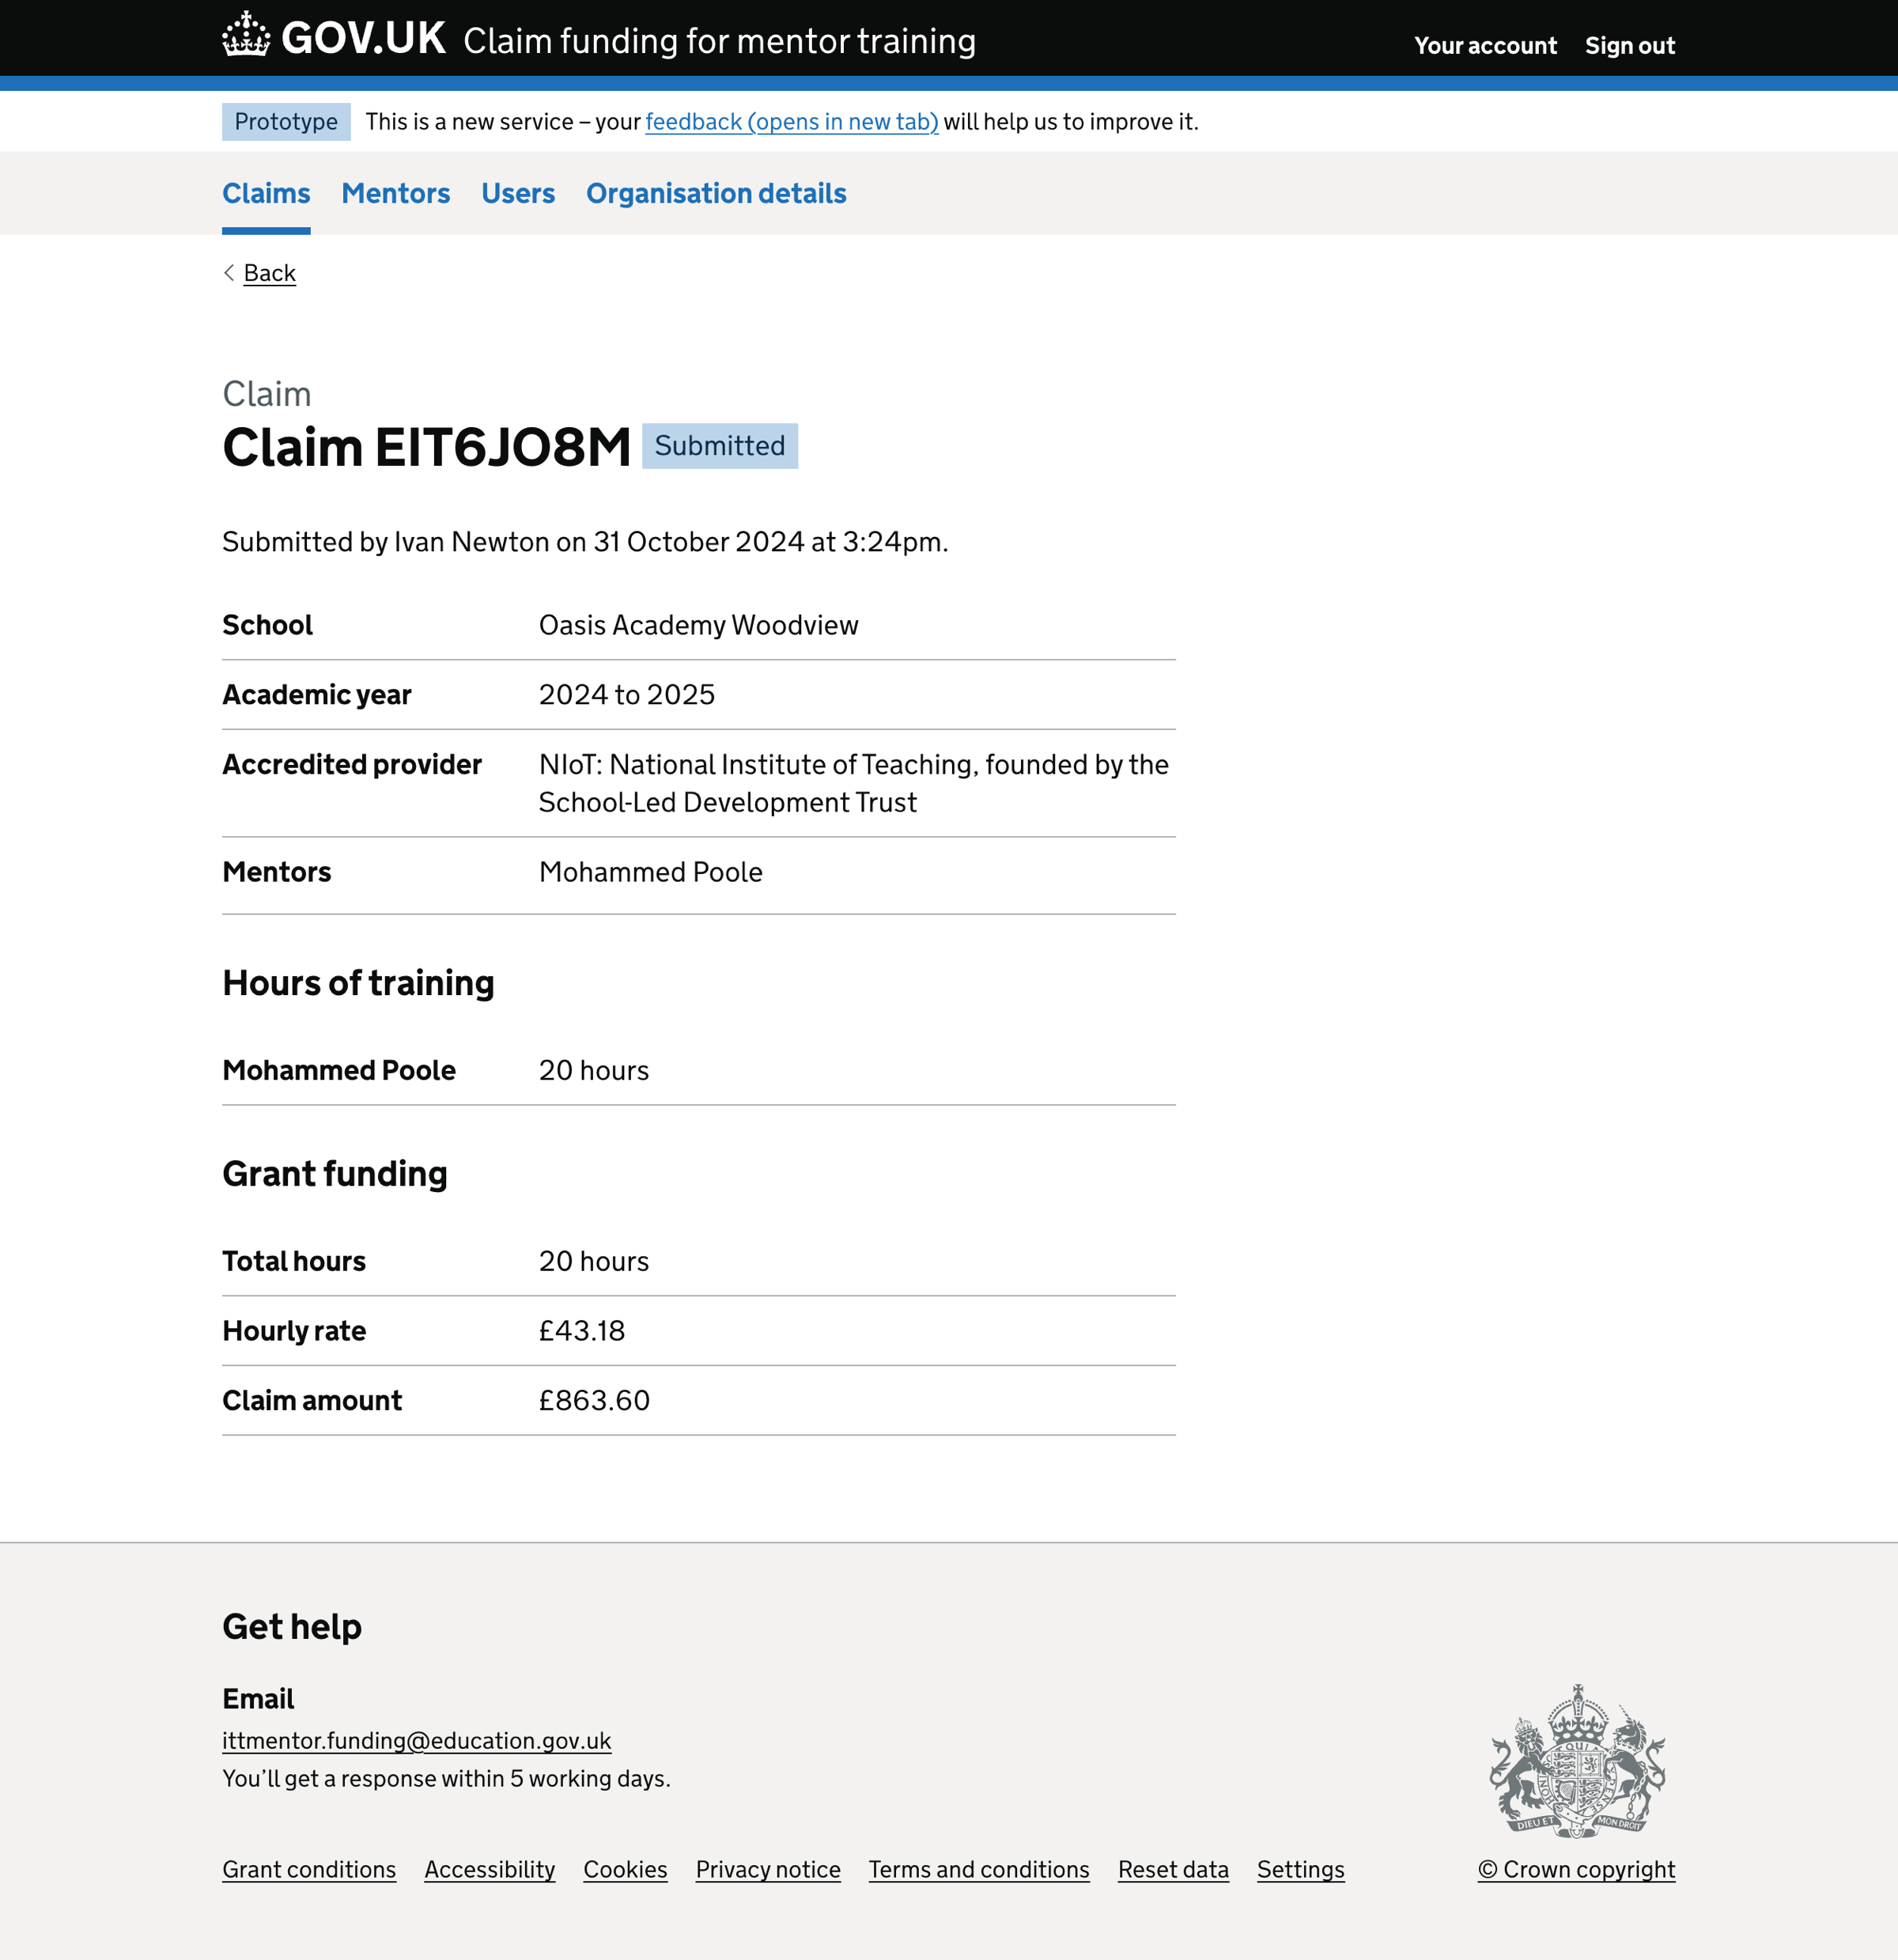 GOV.UK Claim funding for mentor training
Your account Sign out
Prototype This is a new service – your feedback (opens in new tab) will help us to improve it.
Claims Mentors Users Organisation details
Back
Claim
Claim EIT6JO8M Submitted
Submitted by Ivan Newton on 31 October 2024 at 3:24pm.
School Oasis Academy Woodview
Academic year 2024 to 2025
Accredited provider NIoT: National Institute of Teaching, founded by the
School-Led Development Trust
Mentors Mohammed Poole
Hours of training
Mohammed Poole 20 hours
Grant funding
Total hours 20 hours
Hourly rate £43.18
Claim amount £863.60
Get help
Email
ittmentor.funding@education.gov.uk
You’ll get a response within 5 working days.
DIEU ET MON DROIT
Grant conditions Accessibility Cookies Privacy notice Terms and conditions Reset data Settings
© Crown copyright